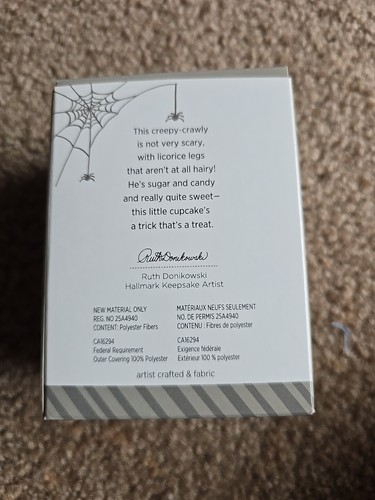 This creepy-crawly
is not very scary,
with licorice legs
that aren't at all hairy!
He's sugar and candy
and really quite sweet—
this little cupcake's
a trick that's a treat.
Ruth Donikowski
Ruth Donikowski
Hallmark Keepsake Artist
NEW MATERIAL ONLY
REG. NO 25A4940
CONTENT: Polyester Fibers
CA16294
Federal Requirement
Outer Covering 100% Polyester
MATÉRIAUX NEUFS SEULEMENT
NO. DE PERMIS 25A4940
CONTENU : Fibres de polyester
CA16294
Exigence fédérale
Extérieur 100 % polyester
artist crafted & fabric